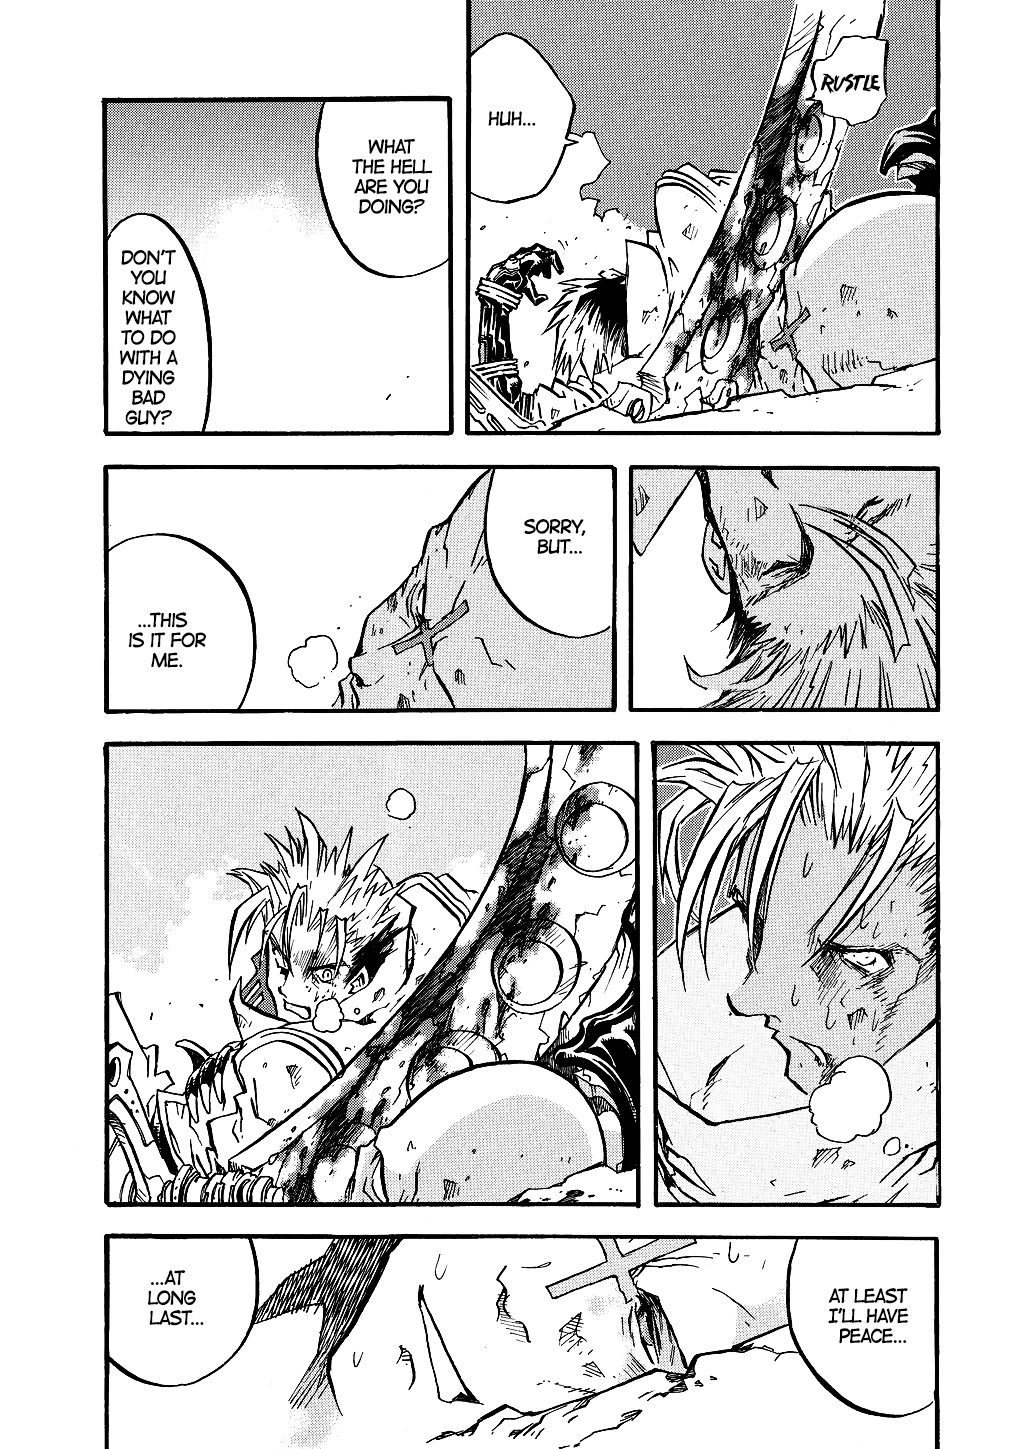 RUSTLE
HUH...
WHAT
THE HELL
ARE YOU
DOING?
DON'T
YOU
KNOW
WHAT
TO DO
WITH A
DYING
BAD
GUY?
SORRY,
BUT...
...THIS
IS IT FOR
ME.
AT LEAST
I'LL HAVE
PEACE...
...AT
LONG
LAST...